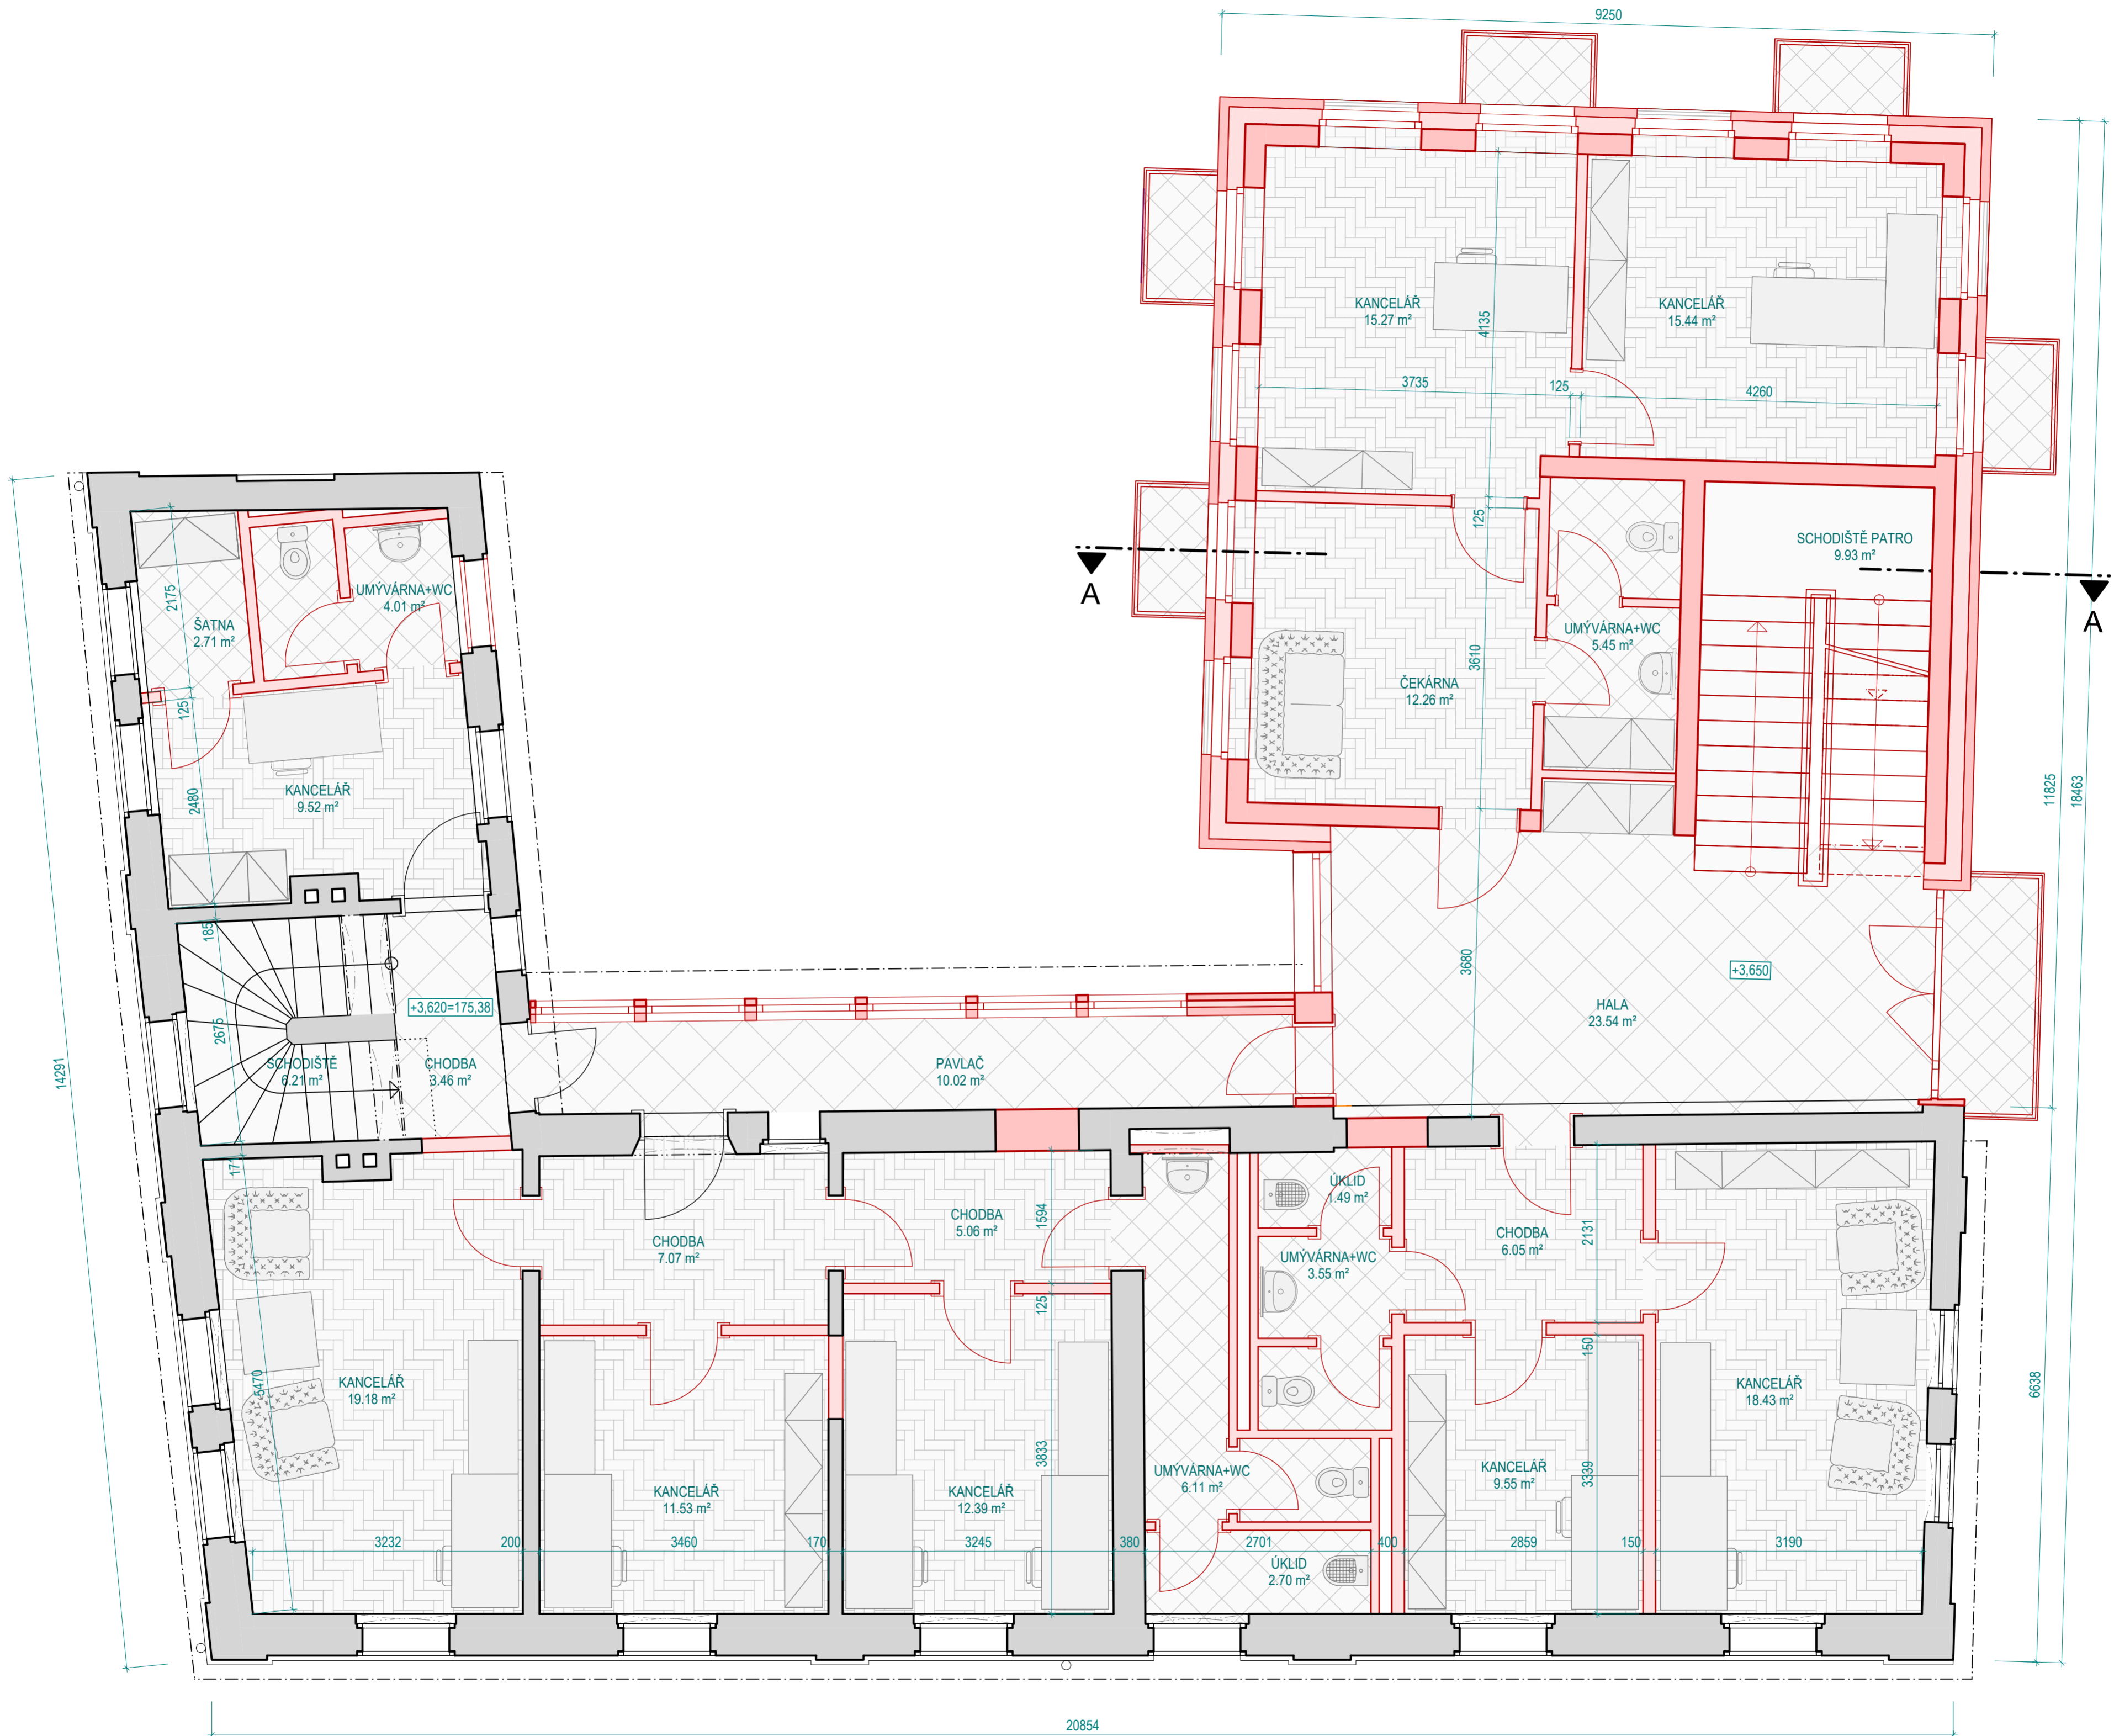 9250
KANCELÁŘ
15.27 m²
4135
KANCELÁŘ
15.44 m²
3735
125
4260
125
SCHODIŠTĚ PATRO
9.93 m²
A
A
UMÝVÁRNA+WC
4.01 m²
2175
ŠATNA
2.71 m²
125
UMÝVÁRNA+WC
5.45 m²
3610
ČEKÁRNA
12.26 m²
KANCELÁŘ
9.52 m²
2480
11825
18463
185
3680
+3,650
HALA
23.54 m²
+3,620=175,38
2675
SCHODIŠTĚ
6.21 m²
CHODBA
3.46 m²
PAVLAČ
10.02 m²
14291
171
ÚKLID
1.49 m²
CHODBA
5.06 m²
1594
CHODBA
7.07 m²
CHODBA
6.05 m²
2131
UMÝVÁRNA+WC
3.55 m²
125
150
5470
KANCELÁŘ
19.18 m²
KANCELÁŘ
18.43 m²
6638
3833
KANCELÁŘ
11.53 m²
KANCELÁŘ
12.39 m²
UMÝVÁRNA+WC
6.11 m²
KANCELÁŘ
9.55 m²
3339
3232
200
3460
170
3245
380
2701
400
2859
150
3190
ÚKLID
2.70 m²
20854